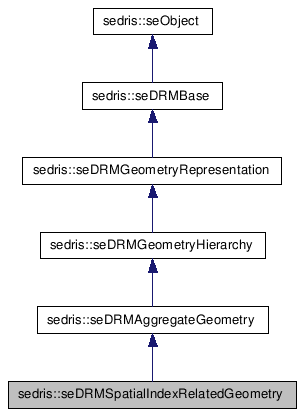 sedris::seObject
sedris::seDRMBase
sedris::seDRMGeometryRepresentation
sedris::seDRMGeometryHierarchy
sedris::seDRMAggregateGeometry
sedris::seDRMSpatialIndexRelatedGeometry